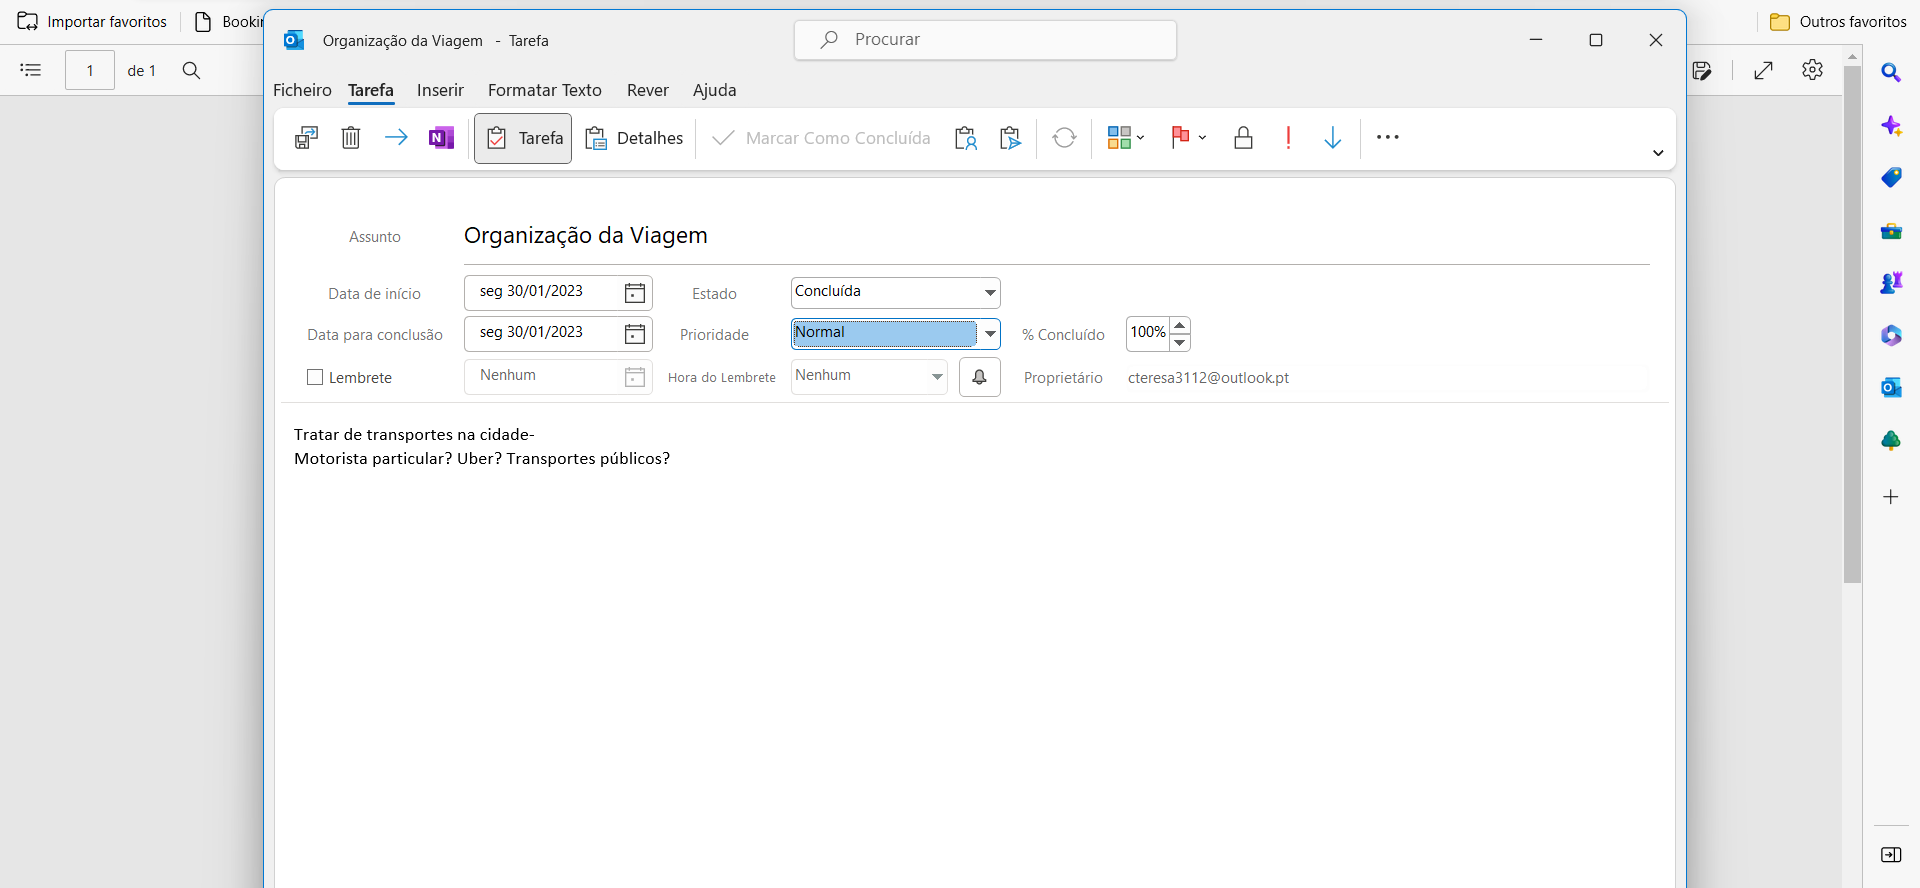 Importar favoritos
Outros favoritos
1 de 1
Organização da Viagem - Tarefa
Procurar
Ficheiro Tarefa Inserir Formatar Texto Rever Ajuda
Tarefa Detalhes Marcar Como Concluída
Assunto Organização da Viagem
Data de início seg 30/01/2023 Estado Concluída
Data para conclusão seg 30/01/2023 Prioridade Normal % Concluído 100%
Lembrete Nenhum Hora do Lembrete Nenhum Proprietário cteresa3112@outlook.pt
Tratar de transportes na cidade-
Motorista particular? Uber? Transportes públicos?